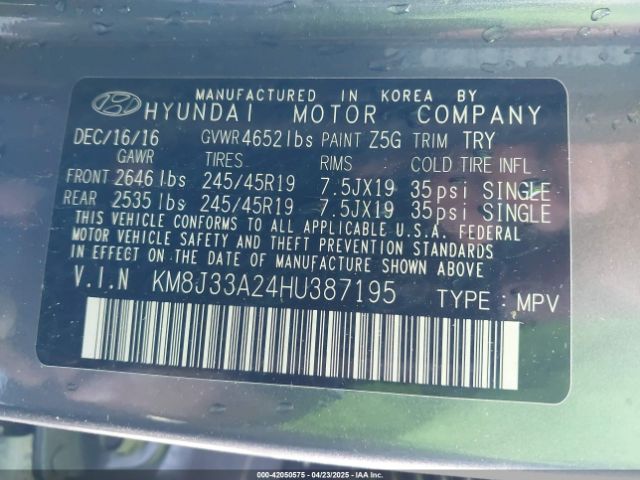 MANUFACTURED IN KOREA BY
HYUNDAI MOTOR COMPANY
DEC/16/16 GVWR 4652lbs PAINT Z5G TRIM TRY
GAWR TIRES RIMS COLD TIRE INFL
FRONT 2646 lbs 245/45R19 7.5JX19 35psi SINGLE
REAR 2535 lbs 245/45R19 7.5JX19 35psi SINGLE
THIS VEHICLE CONFORMS TO ALL APPLICABLE U.S.A. FEDERAL
MOTOR VEHICLE SAFETY AND THEFT PREVENTION STANDARDS
IN EFFECT ON THE DATE OF MANUFACTURE SHOWN ABOVE.
V.I.N KM8J33A24HU387195 TYPE : MPV
000-42050575 - 04/23/2025 - IAAI.COM